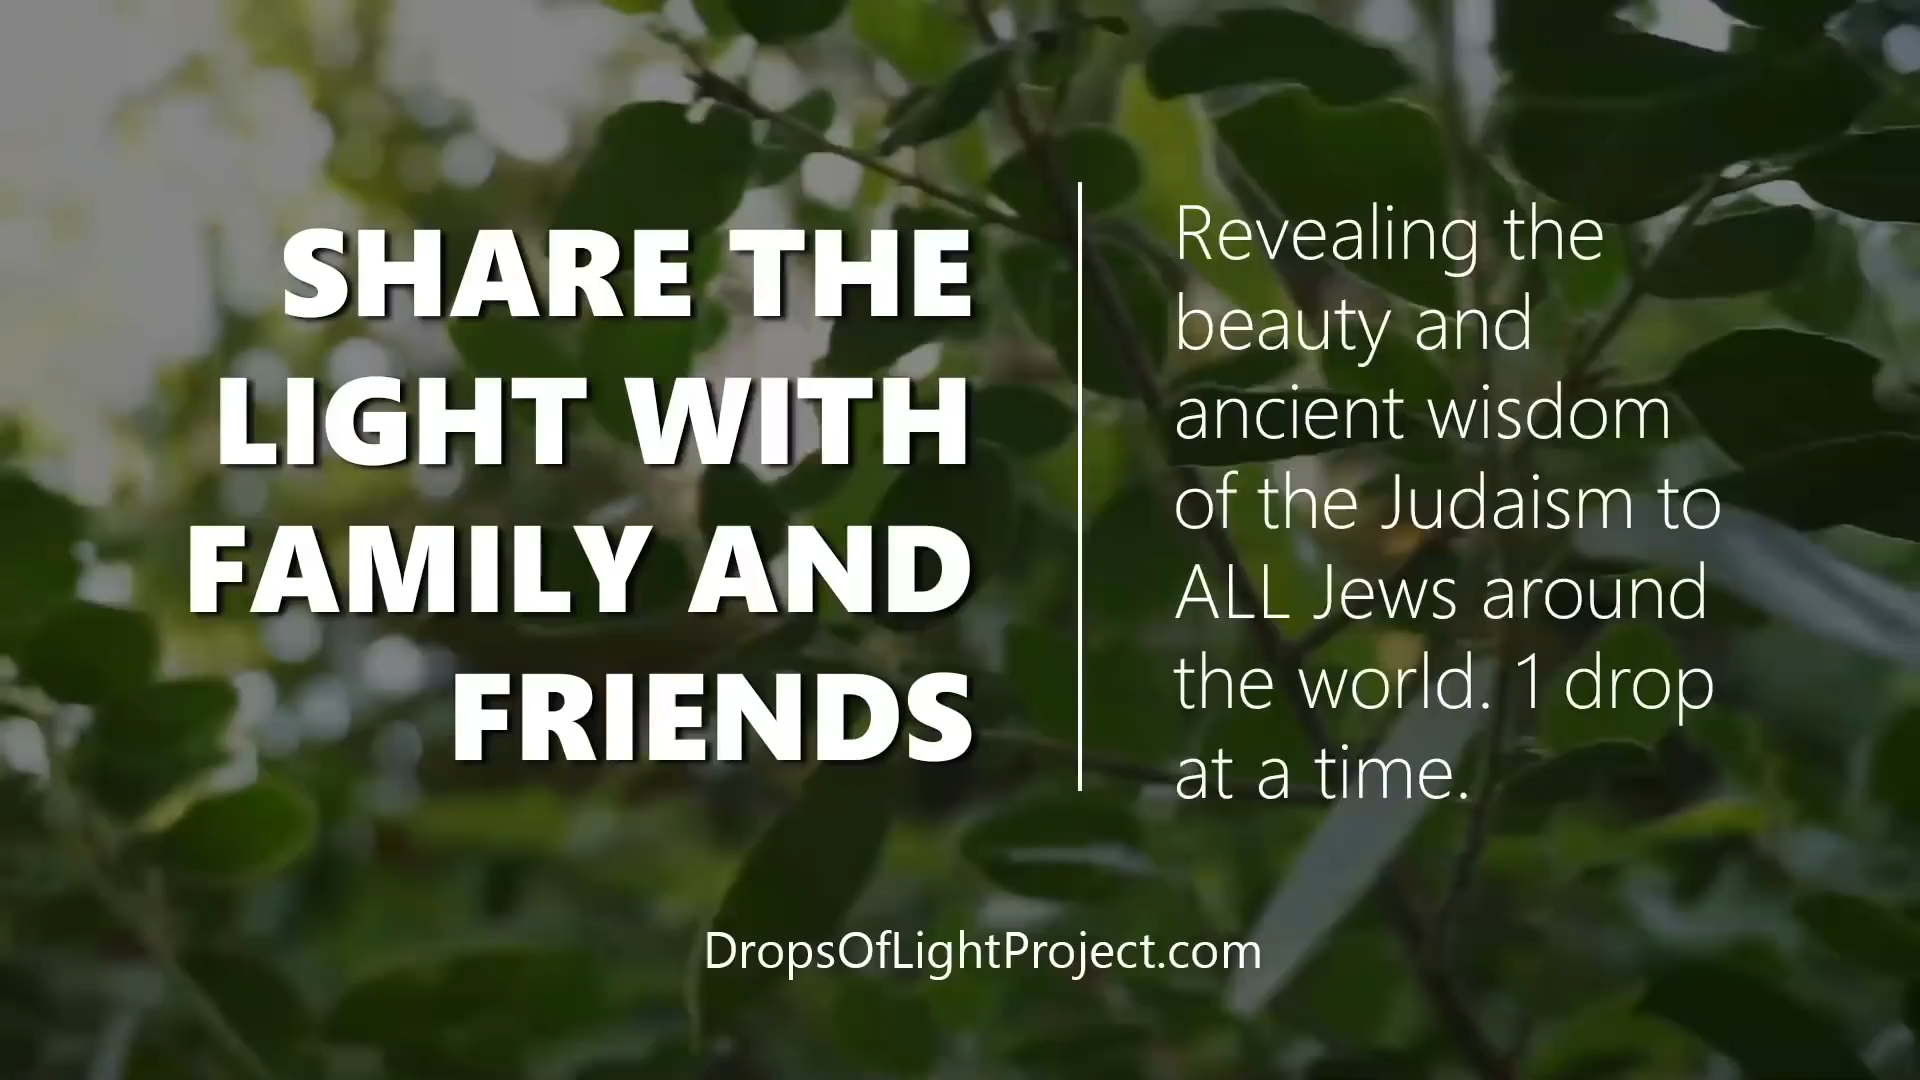 SHARE THE
LIGHT WITH
FAMILY AND
FRIENDS
Revealing the
beauty and
ancient wisdom
of the Judaism to
ALL Jews around
the world. 1 drop
at a time.
DropsOfLightProject.com